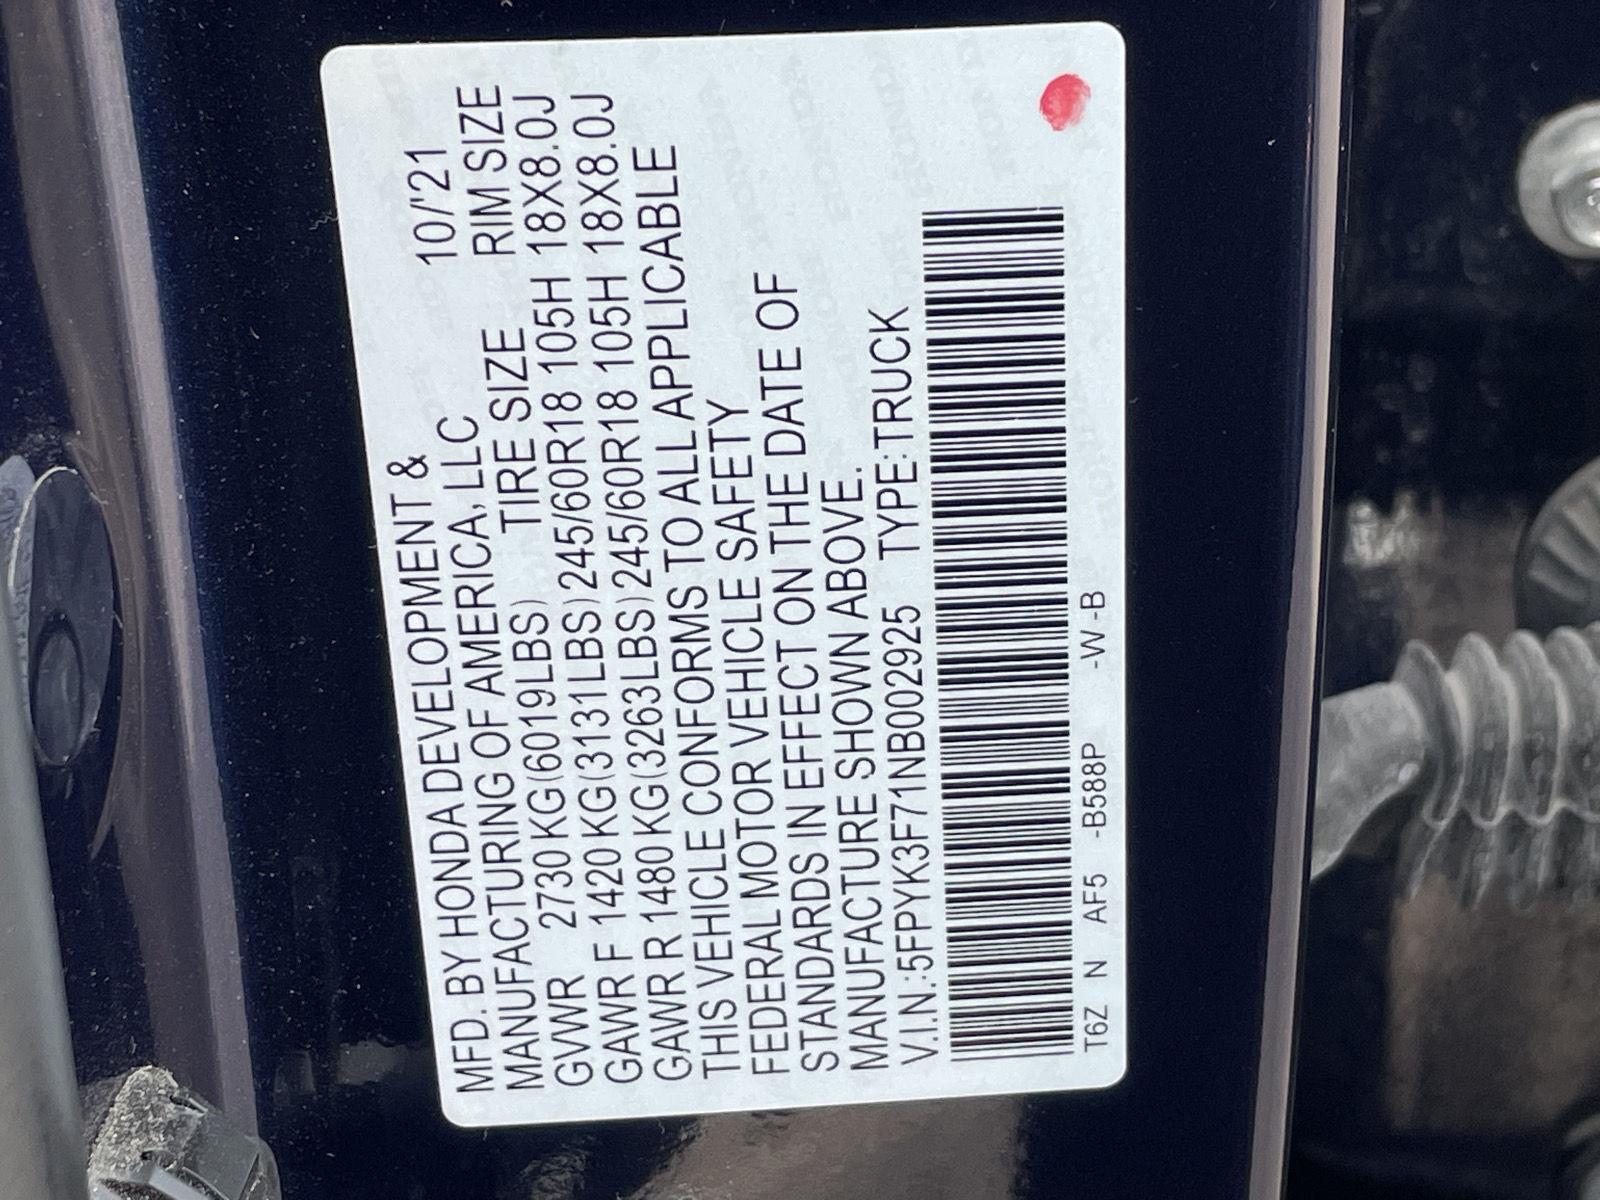 MFD. BY HONDA DEVELOPMENT &
MANUFACTURING OF AMERICA, LLC 10/'21
GVWR 2730 KG(6019LBS) TIRE SIZE RIM SIZE
GAWR F 1420 KG(3131LBS)245/60R18 105H 18X8.0J
GAWR R 1480 KG(3263LBS)245/60R18 105H 18X8.0J
THIS VEHICLE CONFORMS TO ALL APPLICABLE
FEDERAL MOTOR VEHICLE SAFETY
STANDARDS IN EFFECT ON THE DATE OF
MANUFACTURE SHOWN ABOVE.
V.I.N.:5FPYK3F71NB002925 TYPE:TRUCK
T6Z N AF5 -B588P -W -B